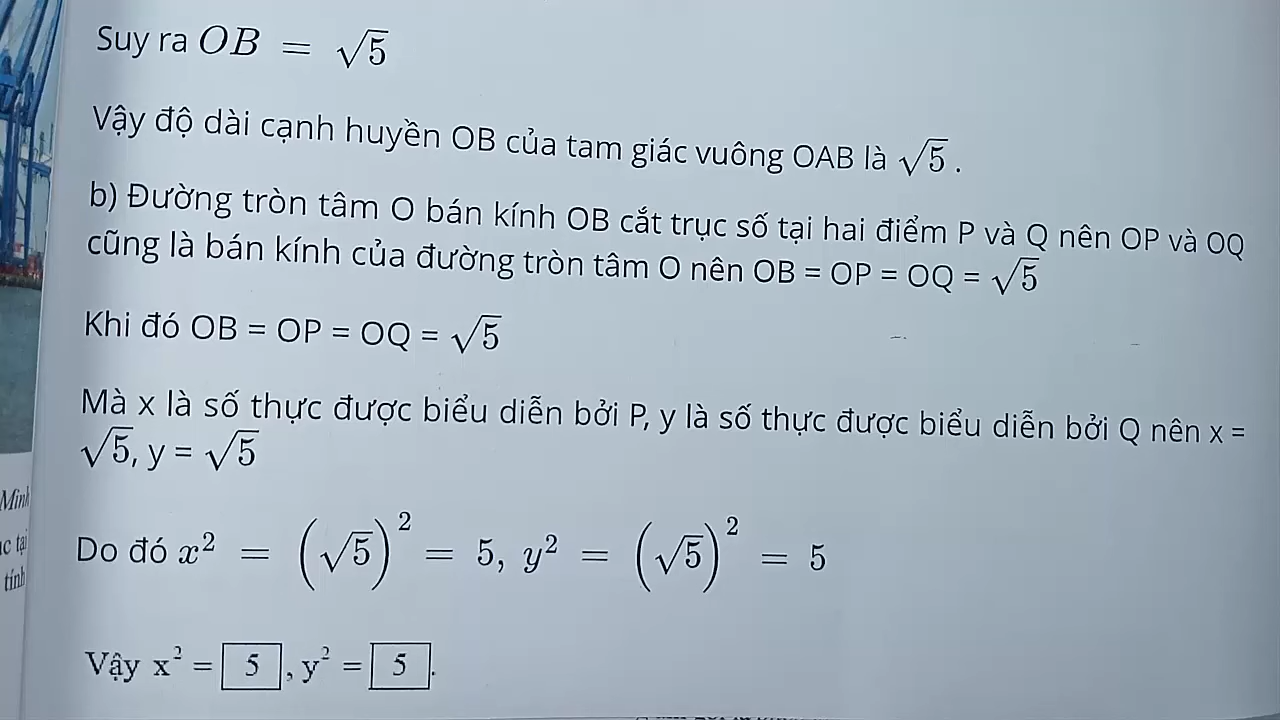 Suy ra OB = √5
Vậy độ dài cạnh huyền OB của tam giác vuông OAB là √5 .
b) Đường tròn tâm O bán kính OB cắt trục số tại hai điểm P và Q nên OP và OQ
cũng là bán kính của đường tròn tâm O nên OB = OP = OQ = √5
Khi đó OB = OP = OQ = √5
Mà x là số thực được biểu diễn bởi P, y là số thực được biểu diễn bởi Q nên x =
√5, y = √5
Do đó x² = (√5)² = 5, y² = (√5)² = 5
Vậy x² = 5 , y² = 5 .
Minh
tại
tính